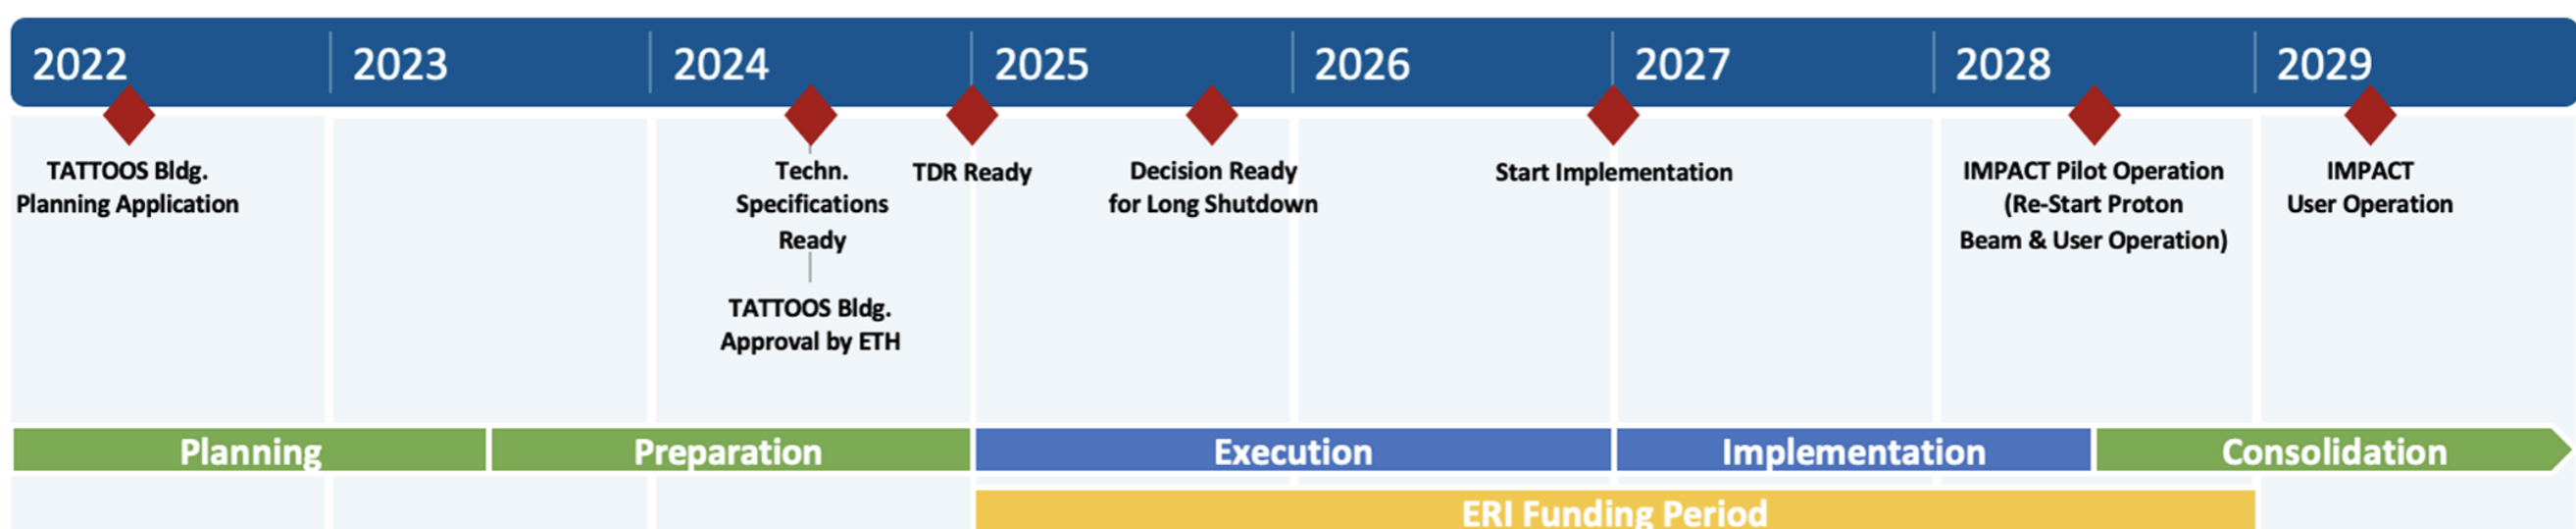 2022 2023 2024 2025 2026 2027 2028 2029
TATTOOS Bldg.
Planning Application
Techn.
Specifications
Ready
TATTOOS Bldg.
Approval by ETH
TDR Ready
Decision Ready
for Long Shutdown
Start Implementation
IMPACT Pilot Operation
(Re-Start Proton
Beam & User Operation)
IMPACT
User Operation
Planning Preparation Execution Implementation Consolidation
ERI Funding Period